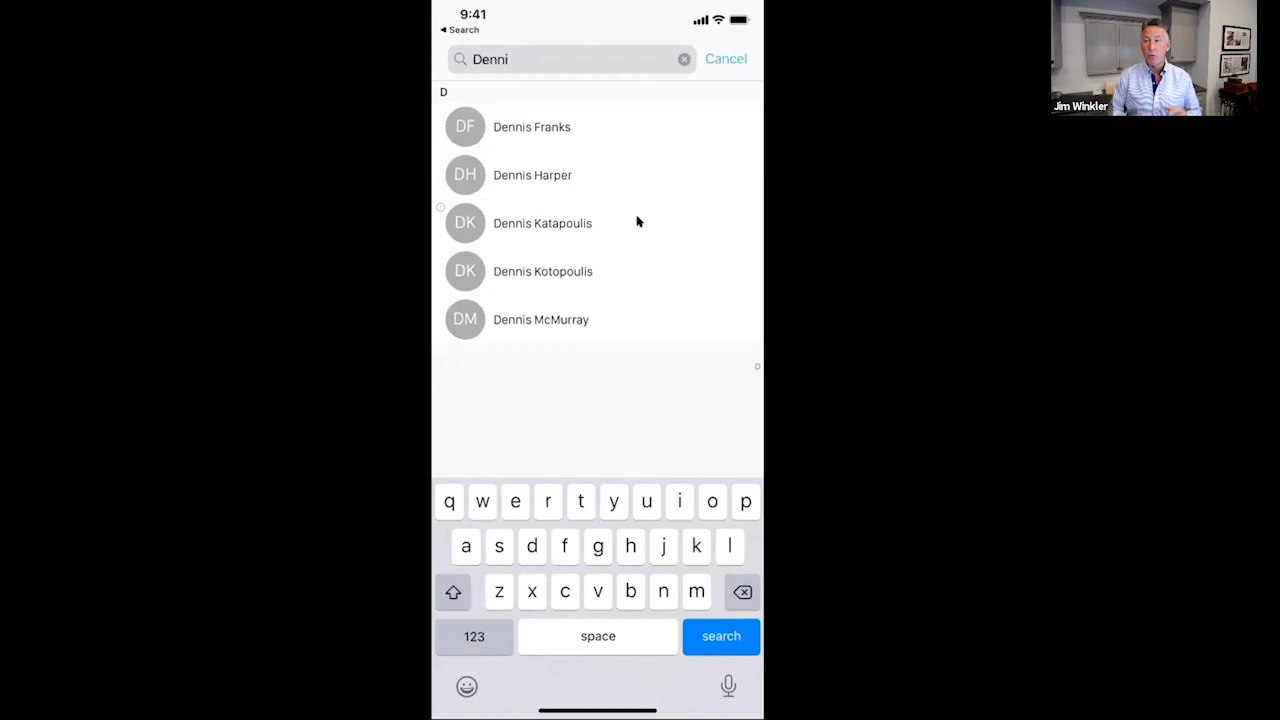 9:41
Search
Denni
Cancel
D
DF Dennis Franks
DH Dennis Harper
DK Dennis Katapoulis
DK Dennis Kotopoulis
DM Dennis McMurray
D
q w e r t y u i o p
a s d f g h j k l
z x c v b n m
123 space search
Jim Winkler